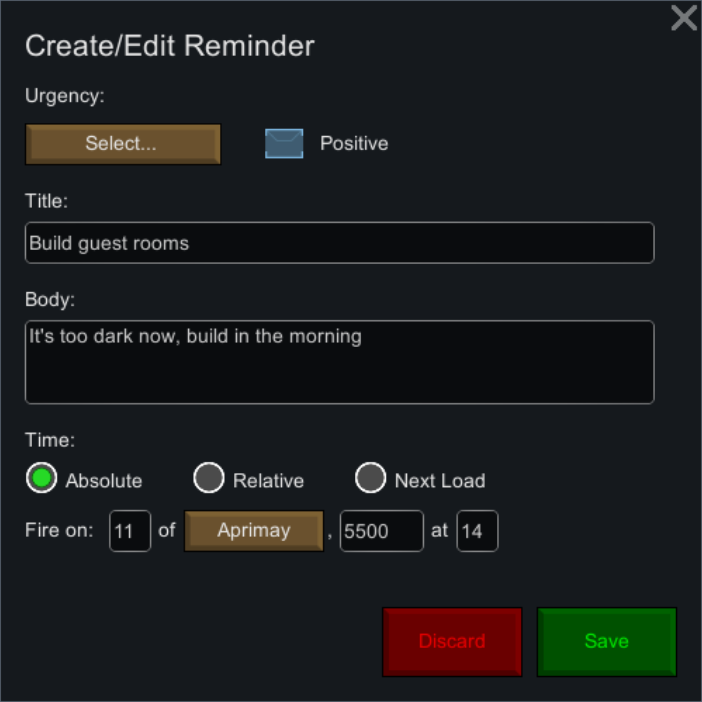 Create/Edit Reminder
Urgency:
Select... Positive
Title:
Build guest rooms
Body:
It's too dark now, build in the morning
Time:
Absolute Relative Next Load
Fire on: 11 of Aprimay , 5500 at 14
Discard Save